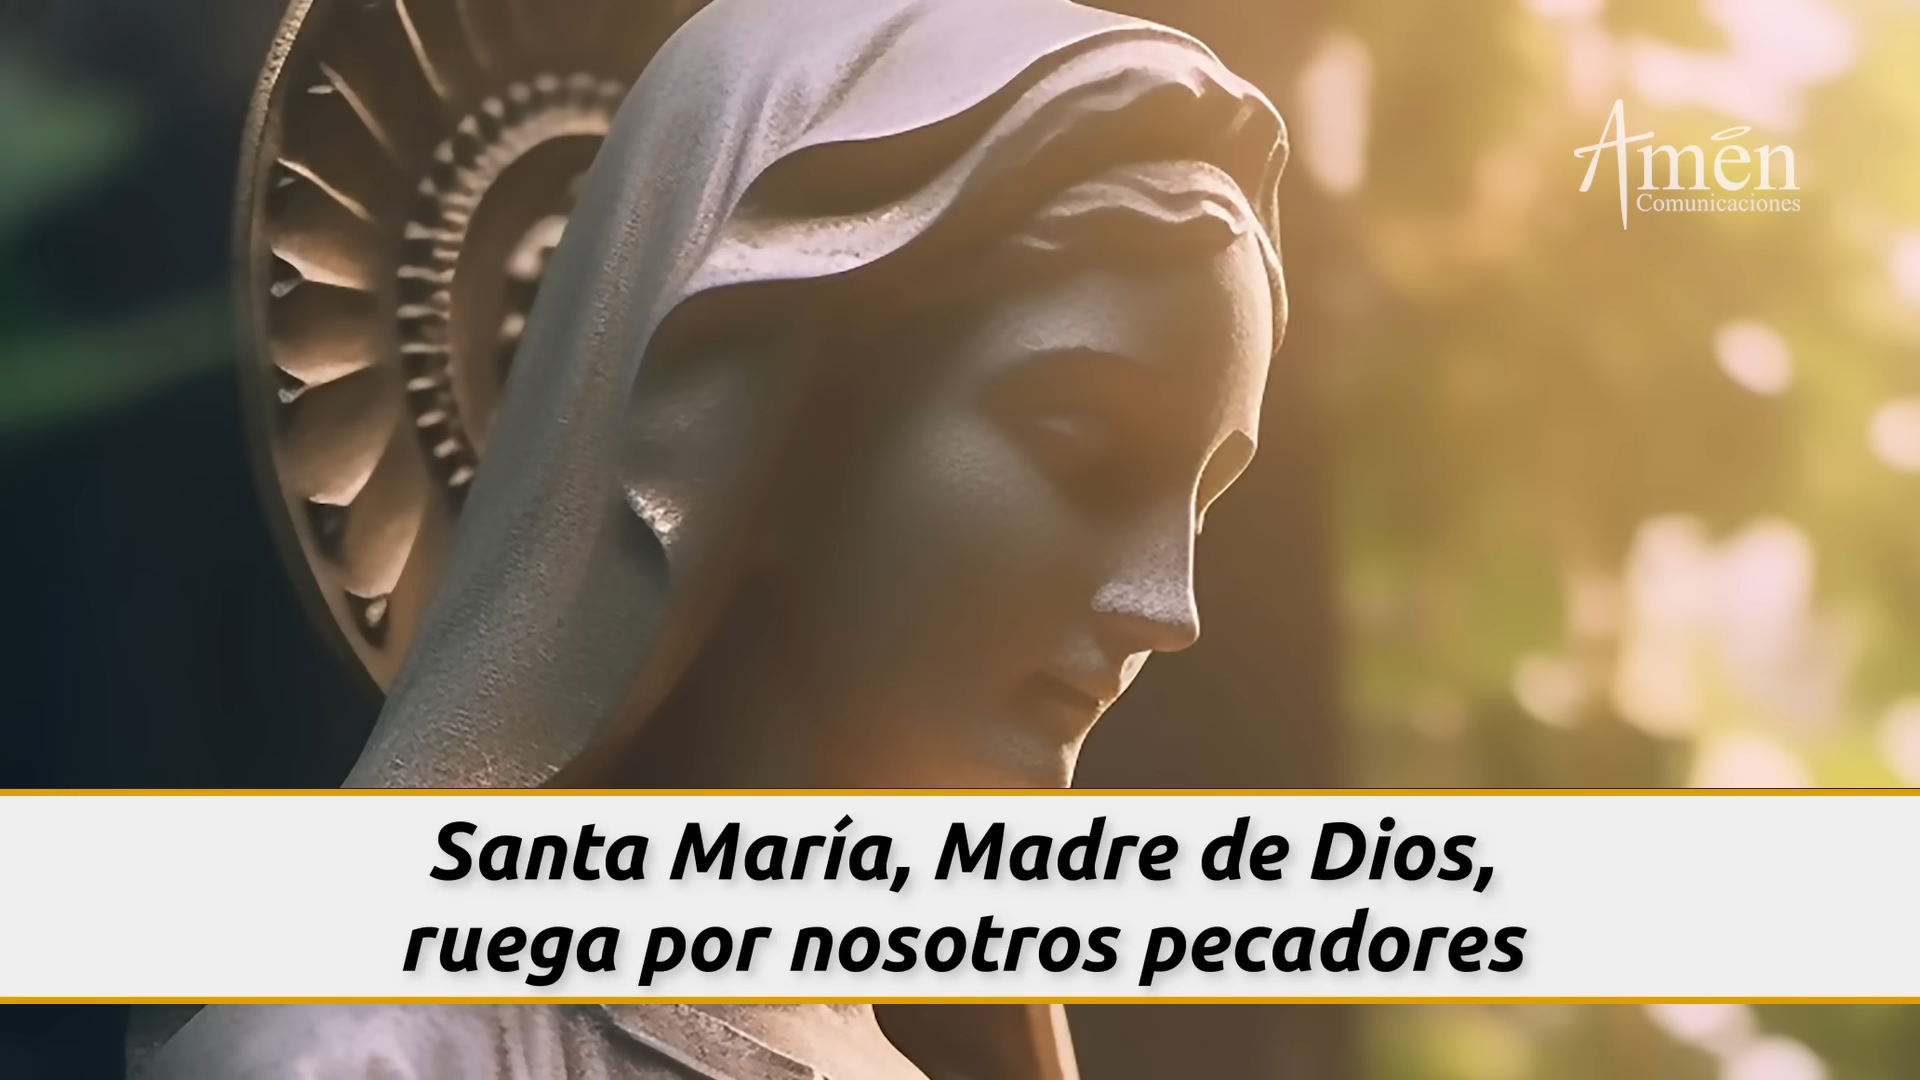 Amén
Comunicaciones
Santa María, Madre de Dios,
ruega por nosotros pecadores